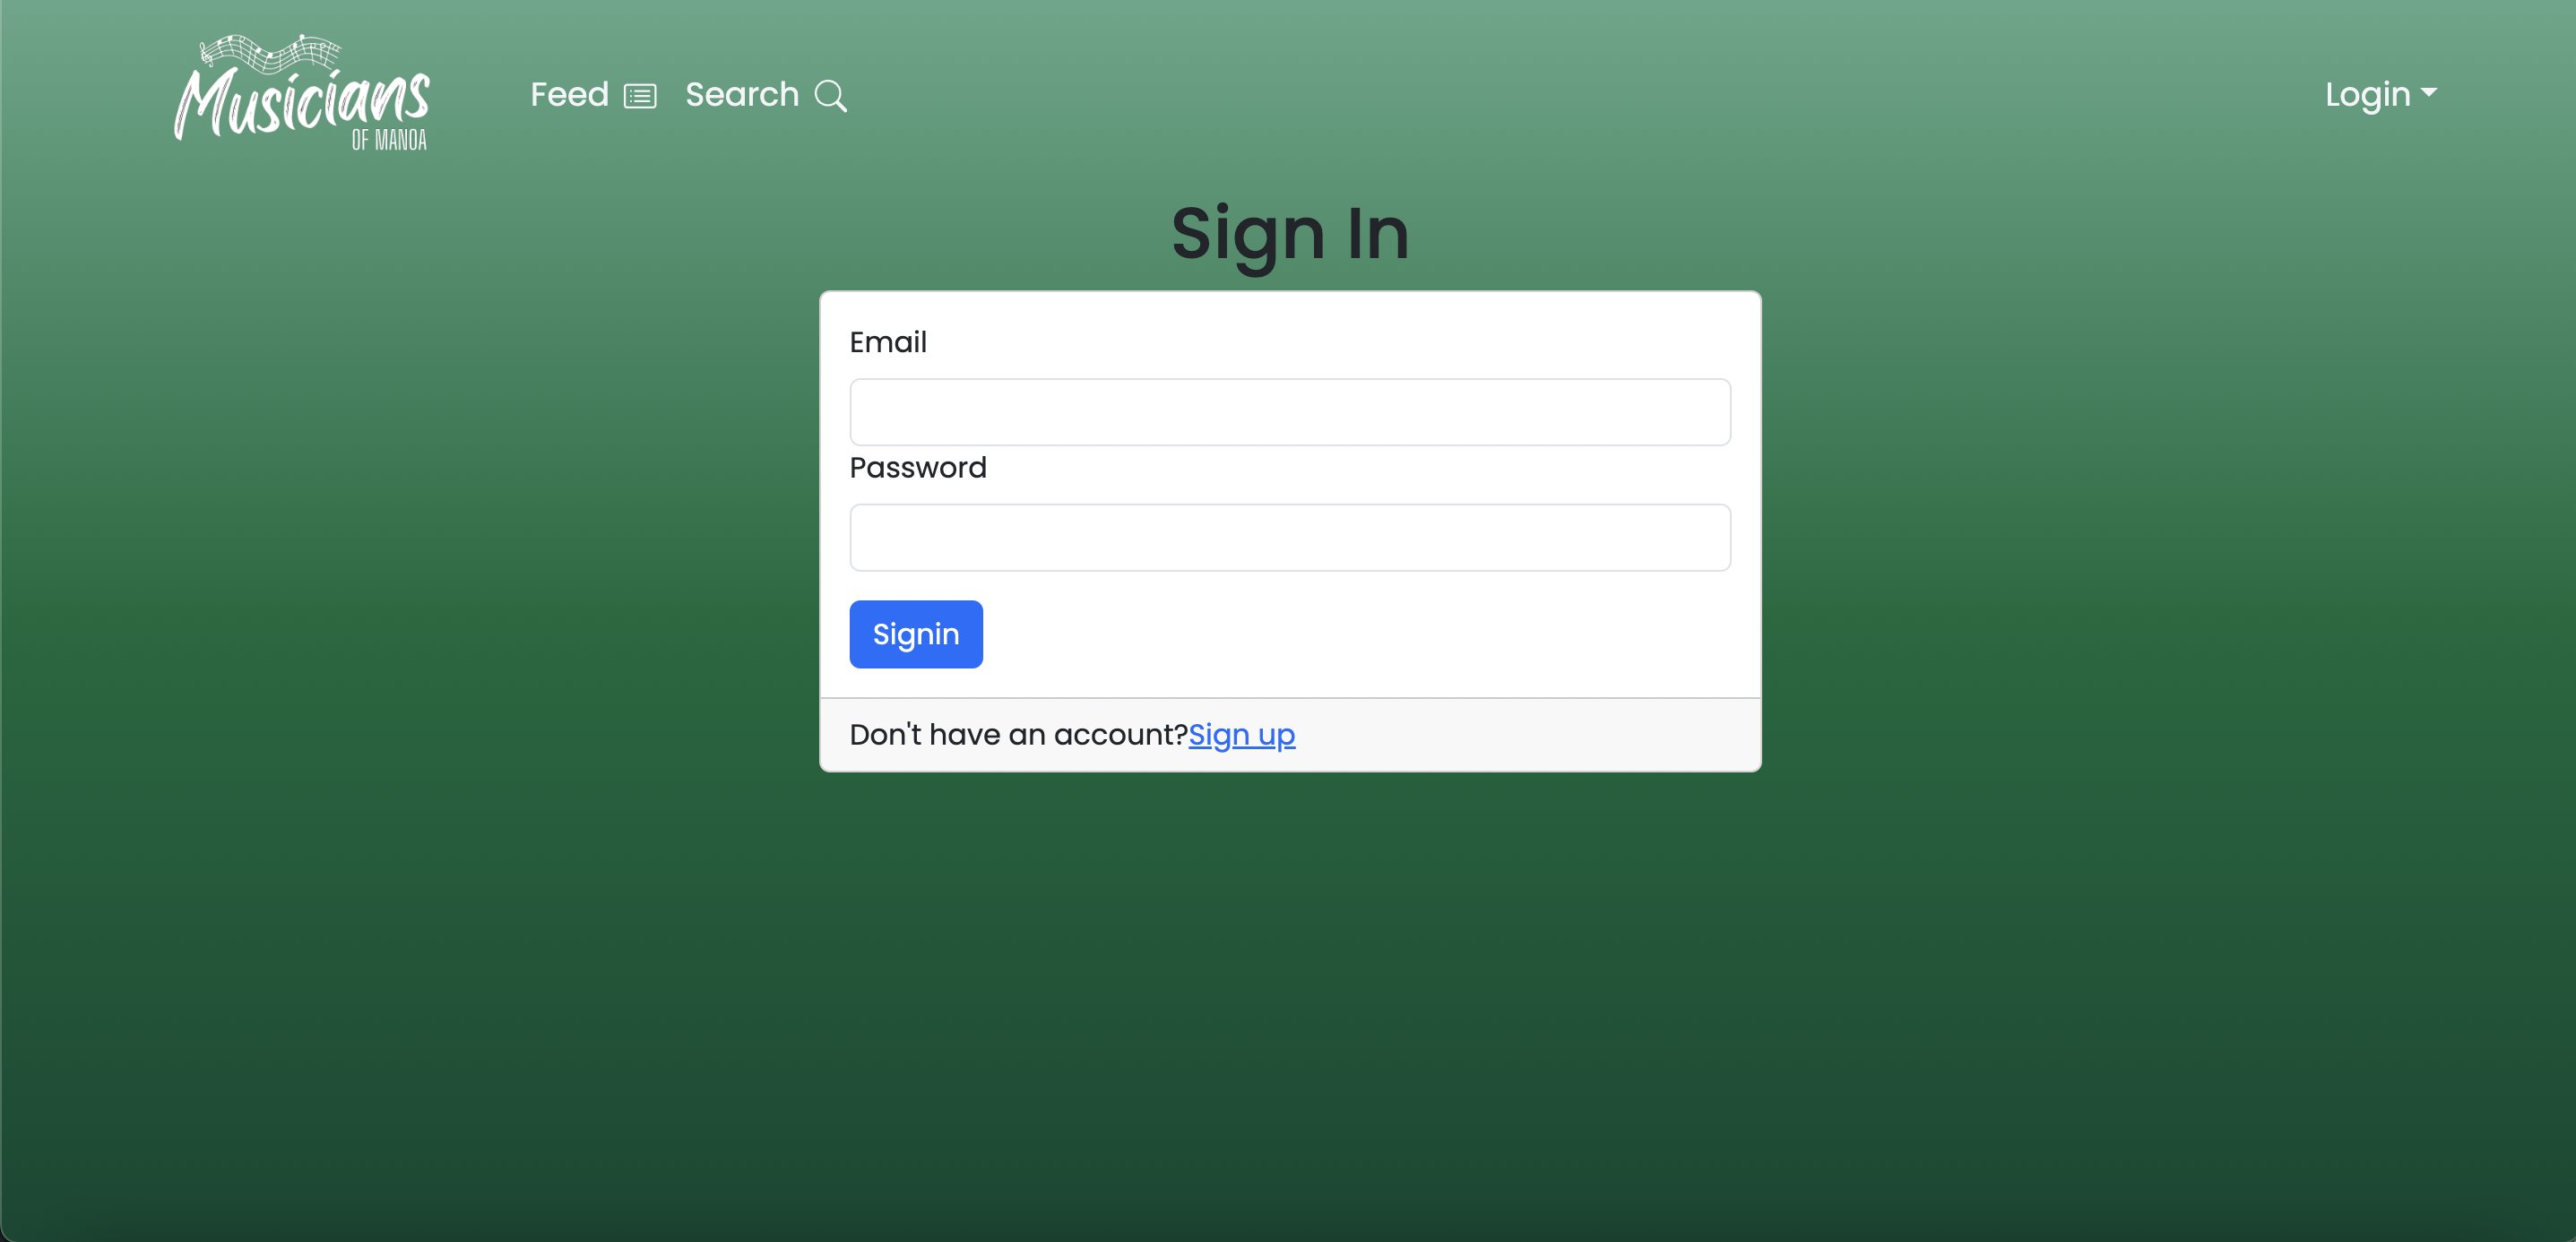 Musicians
OF MANOA
Feed Search
Login
Sign In
Email
Password
Signin
Don't have an account?Sign up